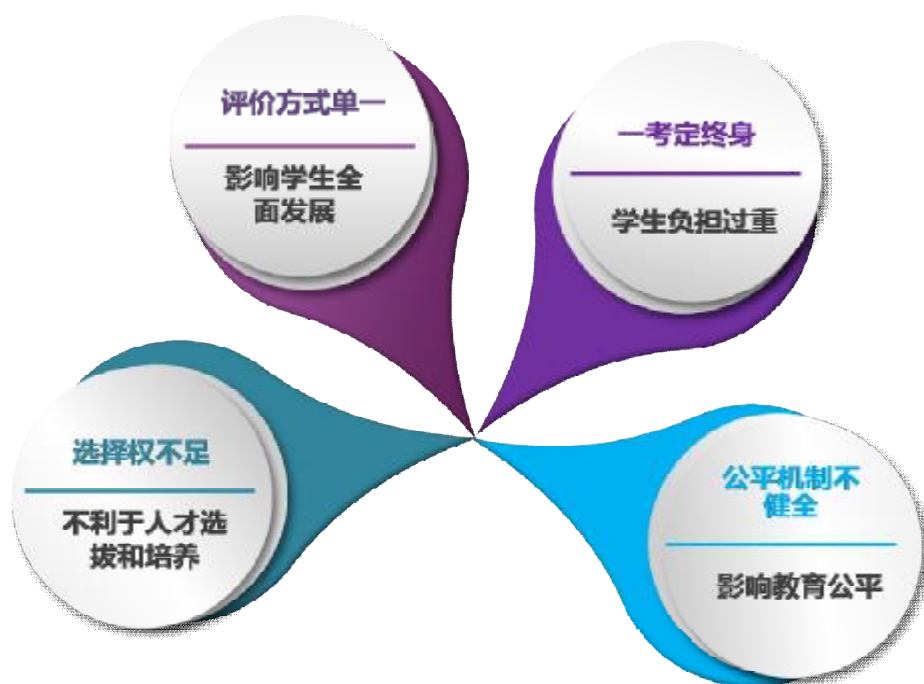 评价方式单一
影响学生全
面发展
一考定终身
学生负担过重
选择权不足
不利于人才选
拔和培养
公平机制不
健全
影响教育公平